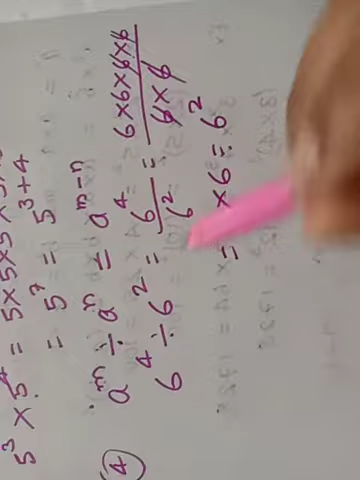 5³ × 5⁴ = 5×5×5×5×
= 5⁷ = 5³⁺⁴
(4) aᵐ ÷ aⁿ = aᵐ⁻ⁿ
6⁴ ÷ 6² = 6⁴/6² = 6×6×6×6/6×6
= ×6 = 6²